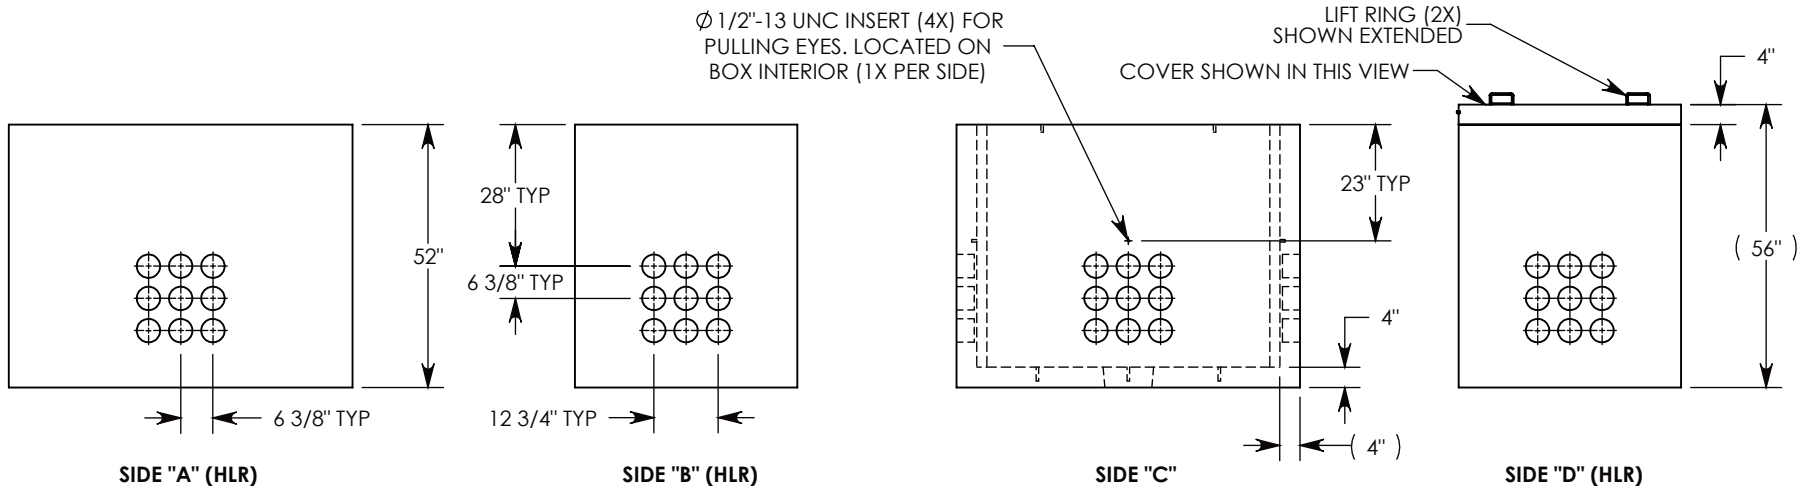 Ø 1/2"-13 UNC INSERT (4X) FOR
PULLING EYES. LOCATED ON
BOX INTERIOR (1X PER SIDE)
LIFT RING (2X)
SHOWN EXTENDED
COVER SHOWN IN THIS VIEW
4"
28" TYP
23" TYP
52"
6 3/8" TYP
( 56" )
4"
6 3/8" TYP
12 3/4" TYP
( 4" )
SIDE "A" (HLR)
SIDE "B" (HLR)
SIDE "C"
SIDE "D" (HLR)